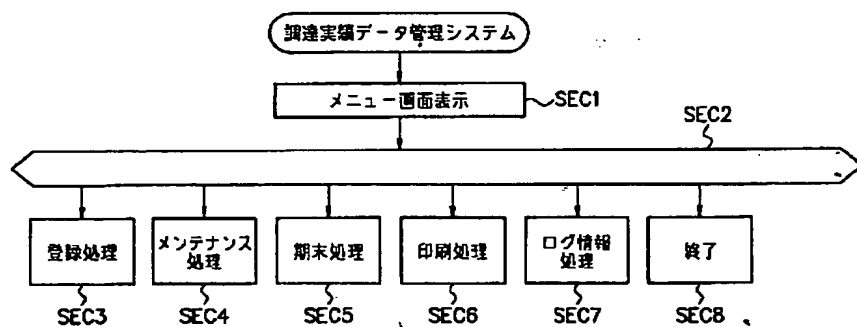 調達実績データ管理システム
メニュー画面表示
SEC1
SEC2
登録処理
メンテナンス
処理
期末処理
印刷処理
ログ情報
処理
終了
SEC3
SEC4
SEC5
SEC6
SEC7
SEC8